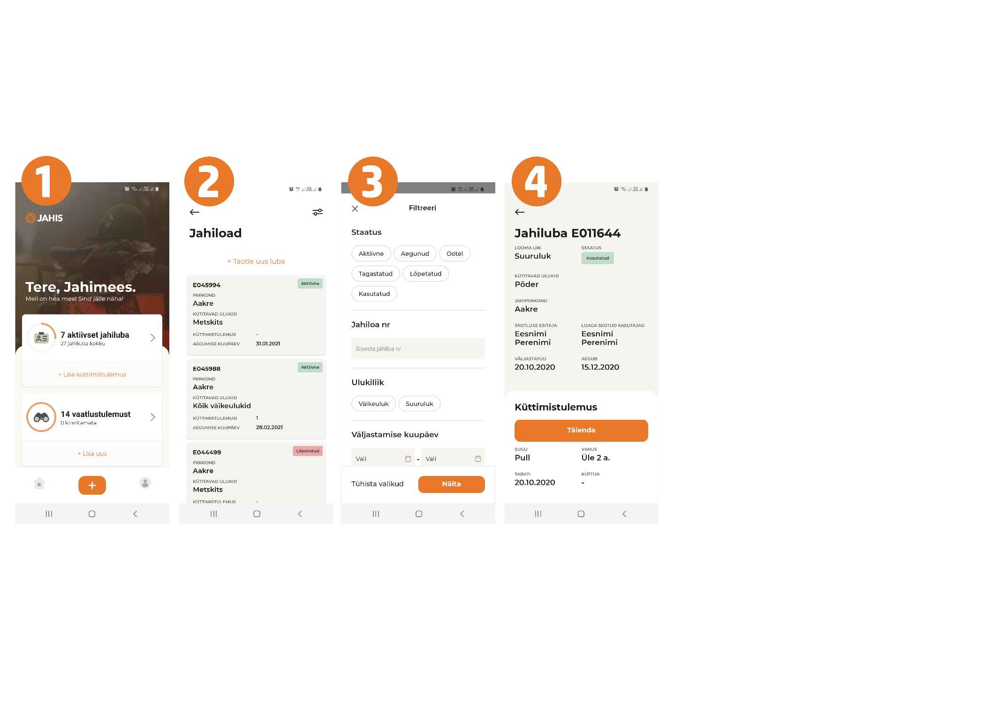 1
JAHIS
Tere, Jahimees.
Meil on hea meel Sind jälle näha!
7 aktiivset jahiluba
27 jahiluba kokku
+ Lisa küttimistulemus
14 vaatlustulemust
0 kinnitamata
+ Lisa uus
+
2
Jahiload
+ Taotle uus luba
E045994
Aktiivne
PIIRKOND
Aakre
KÜTITAVAD ULUKID
Metskits
KÜTTIMISTULEMUS -
AEGUMISE KUUPÄEV 31.01.2021
E045988
Aktiivne
PIIRKOND
Aakre
KÜTITAVAD ULUKID
Kõik väikeulukid
KÜTTIMISTULEMUSI 1
AEGUMISE KUUPÄEV 28.02.2021
E044499
Lõpetatud
PIIRKOND
Aakre
KÜTITAVAD ULUKID
Metskits
KÜTTIMISTULEMUS -
3
Filtreeri
Staatus
Aktiivne Aegunud Ootel
Tagastatud Lõpetatud
Kasutatud
Jahiloa nr
Sisesta jahiloa nr
Ulukiliik
Väikeuluk Suuruluk
Väljastamise kuupäev
Vali - Vali
Tühista valikud Näita
4
Jahiluba E011644
LOOMA LIIK STAATUS
Suuruluk Kasutatud
KÜTITAVAD ULUKID
Põder
JAHIPIIRKOND
Aakre
TAOTLUSE ESITAJA LOAGA SEOTUD KASUTAJAD
Eesnimi Eesnimi
Perenimi Perenimi
VÄLJASTATUD AEGUB
20.10.2020 15.12.2020
Küttimistulemus
Täienda
SUGU VANUS
Pull Üle 2 a.
TABATI KÜTTIJA
20.10.2020 -